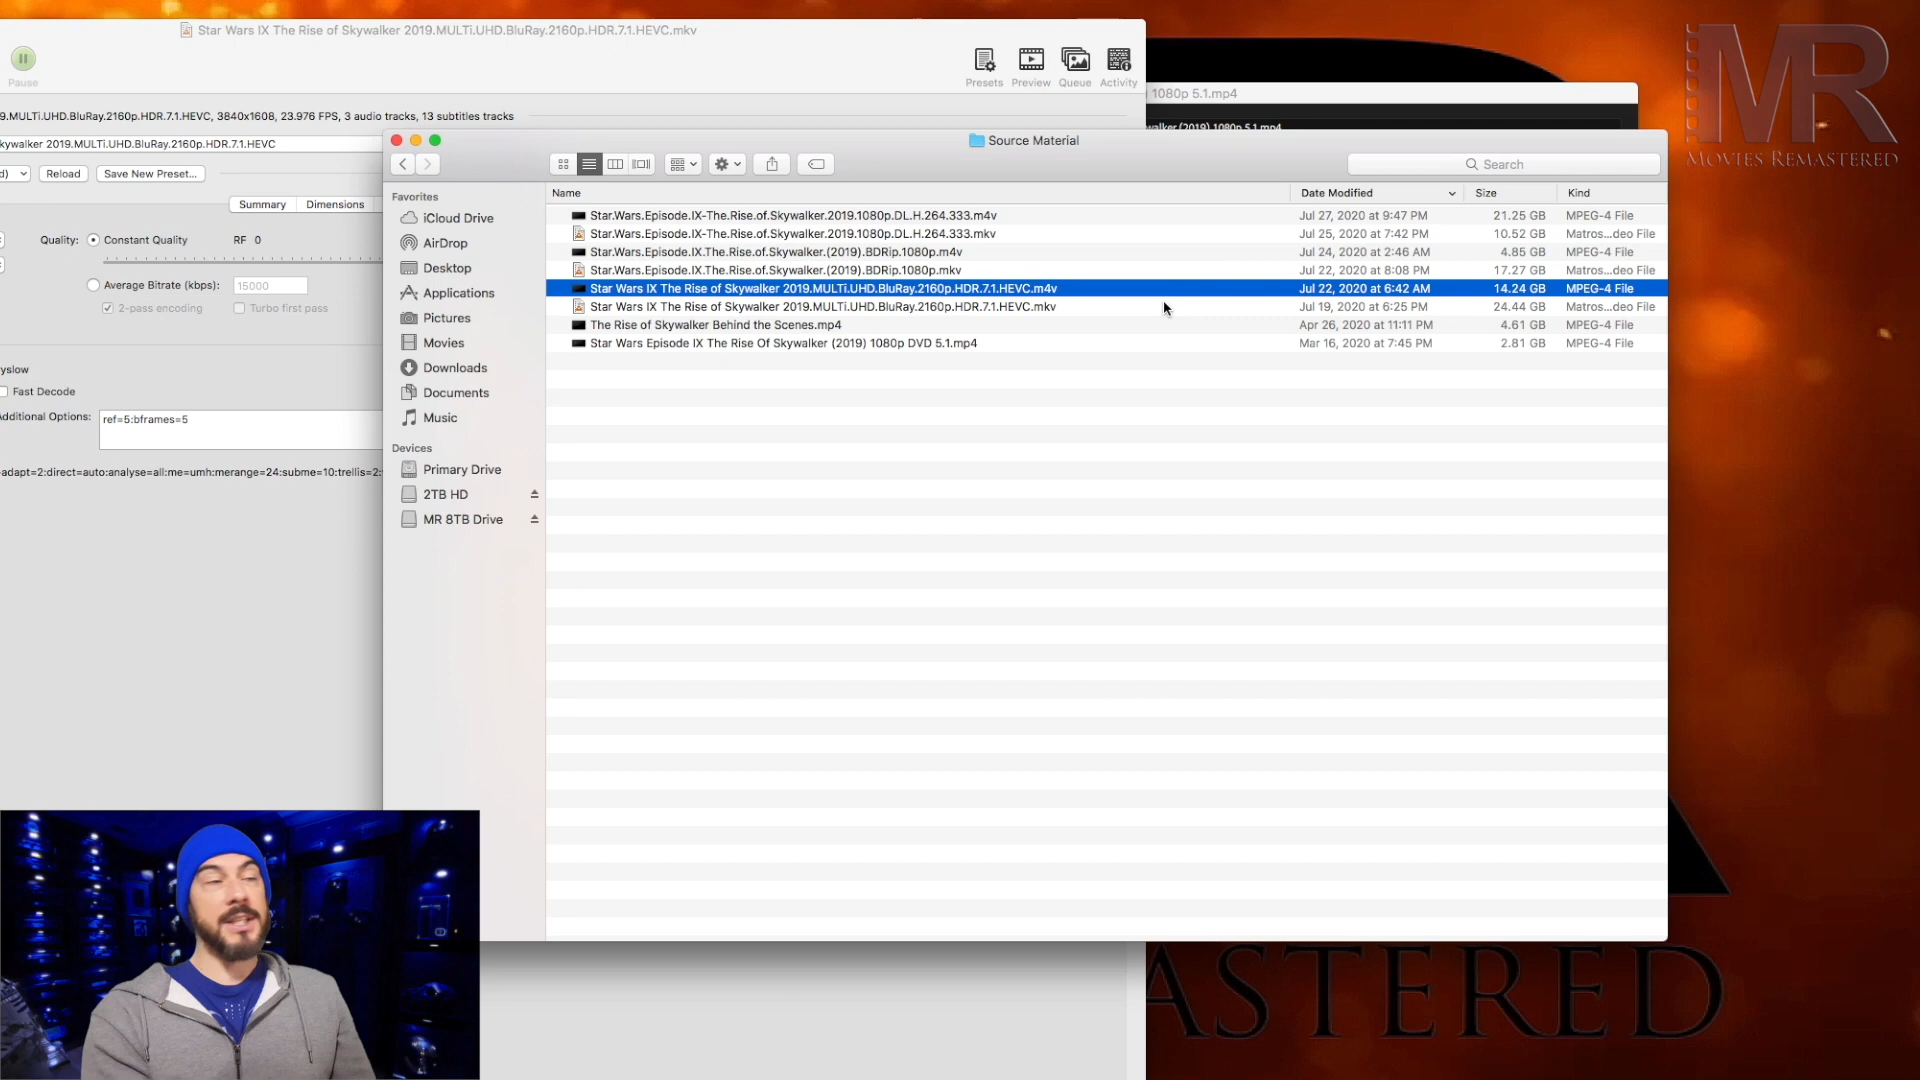 Star Wars IX The Rise of Skywalker 2019.MULTi.UHD.BluRay.2160p.HDR.7.1.HEVC.mkv
Pause
Presets Preview Queue Activity
9.MULTi.UHD.BluRay.2160p.HDR.7.1.HEVC, 3840x1608, 23.976 FPS, 3 audio tracks, 13 subtitles tracks
kywalker 2019.MULTi.UHD.BluRay.2160p.HDR.7.1.HEVC
d) Reload Save New Preset...
Summary Dimensions
Quality: Constant Quality RF 0
Average Bitrate (kbps): 15000
2-pass encoding Turbo first pass
yslow
Fast Decode
Additional Options: ref=5:bframes=5
-adapt=2:direct=auto:analyse=all:me=umh:merange=24:subme=10:trellis=2:
1080p 5.1.mp4
walker (2019) 1080p 5.1.mp4
Source Material
Search
Favorites
iCloud Drive
AirDrop
Desktop
Applications
Pictures
Movies
Downloads
Documents
Music
Devices
Primary Drive
2TB HD
MR 8TB Drive
Name Date Modified Size Kind
Star.Wars.Episode.IX-The.Rise.of.Skywalker.2019.1080p.DL.H.264.333.m4v Jul 27, 2020 at 9:47 PM 21.25 GB MPEG-4 File
Star.Wars.Episode.IX-The.Rise.of.Skywalker.2019.1080p.DL.H.264.333.mkv Jul 25, 2020 at 7:42 PM 10.52 GB Matros...deo File
Star.Wars.Episode.IX.The.Rise.of.Skywalker.(2019).BDRip.1080p.m4v Jul 24, 2020 at 2:46 AM 4.85 GB MPEG-4 File
Star.Wars.Episode.IX.The.Rise.of.Skywalker.(2019).BDRip.1080p.mkv Jul 22, 2020 at 8:08 PM 17.27 GB Matros...deo File
Star Wars IX The Rise of Skywalker 2019.MULTi.UHD.BluRay.2160p.HDR.7.1.HEVC.m4v Jul 22, 2020 at 6:42 AM 14.24 GB MPEG-4 File
Star Wars IX The Rise of Skywalker 2019.MULTi.UHD.BluRay.2160p.HDR.7.1.HEVC.mkv Jul 19, 2020 at 6:25 PM 24.44 GB Matros...deo File
The Rise of Skywalker Behind the Scenes.mp4 Apr 26, 2020 at 11:11 PM 4.61 GB MPEG-4 File
Star Wars Episode IX The Rise Of Skywalker (2019) 1080p DVD 5.1.mp4 Mar 16, 2020 at 7:45 PM 2.81 GB MPEG-4 File
MR
MOVIES REMASTERED
ASTERED